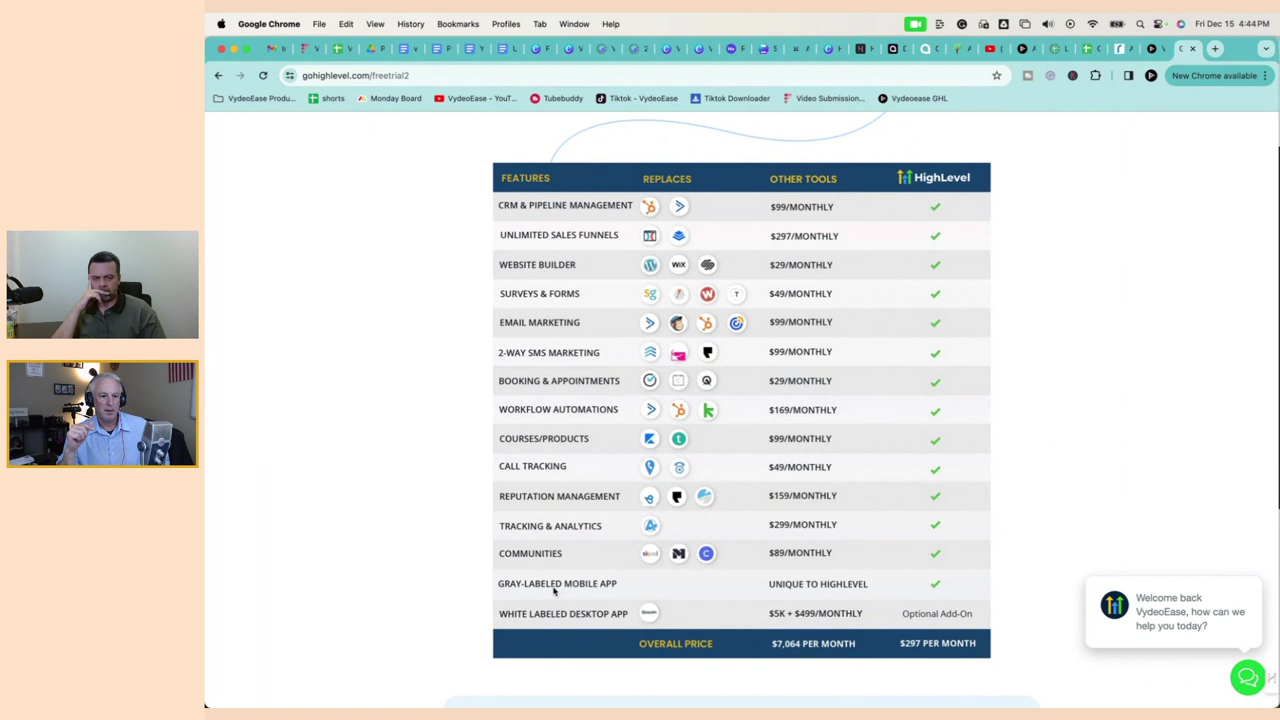 Google Chrome File Edit View History Bookmarks Profiles Tab Window Help Fri Dec 15 4:44PM
gohighlevel.com/freetrial2 New Chrome available
VydeoEase Produ... shorts Monday Board VydeoEase - YouT... Tubebuddy Tiktok - VydeoEase Tiktok Downloader Video Submission... Vydeoease GHL
FEATURES REPLACES OTHER TOOLS HighLevel
CRM & PIPELINE MANAGEMENT $99/MONTHLY
UNLIMITED SALES FUNNELS $297/MONTHLY
WEBSITE BUILDER WiX $29/MONTHLY
SURVEYS & FORMS sg T $49/MONTHLY
EMAIL MARKETING $99/MONTHLY
2-WAY SMS MARKETING $99/MONTHLY
BOOKING & APPOINTMENTS $29/MONTHLY
WORKFLOW AUTOMATIONS $169/MONTHLY
COURSES/PRODUCTS $99/MONTHLY
CALL TRACKING $49/MONTHLY
REPUTATION MANAGEMENT $159/MONTHLY
TRACKING & ANALYTICS $299/MONTHLY
COMMUNITIES $89/MONTHLY
GRAY-LABELED MOBILE APP UNIQUE TO HIGHLEVEL
WHITE LABELED DESKTOP APP $5K + $499/MONTHLY Optional Add-On
OVERALL PRICE $7,064 PER MONTH $297 PER MONTH
Welcome back
VydeoEase, how can we
help you today?